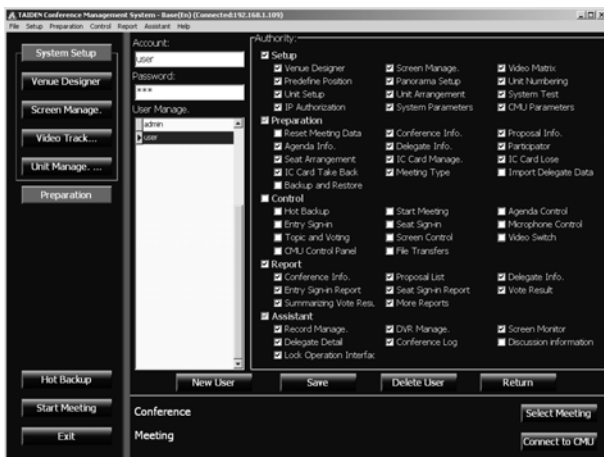 TAIDEN Conference Management System - Base(En) (Connected:192.168.1.109)
File Setup Preparation Control Report Assistant Help
System Setup
Venue Designer
Screen Manage.
Video Track...
Unit Manage. ...
Preparation
Hot Backup
Start Meeting
Exit
Account:
user
Password:
***
User Manage.
admin
user
Authority:
Setup
Venue Designer Screen Manage. Video Matrix
Predefine Position Panorama Setup Unit Numbering
Unit Setup Unit Arrangement System Test
IP Authorization System Parameters CMU Parameters
Preparation
Reset Meeting Data Conference Info. Proposal Info.
Agenda Info. Delegate Info. Participator
Seat Arrangement IC Card Manage. IC Card Lose
IC Card Take Back Meeting Type Import Delegate Data
Backup and Restore
Control
Hot Backup Start Meeting Agenda Control
Entry Sign-in Seat Sign-in Microphone Control
Topic and Voting Screen Control Video Switch
CMU Control Panel File Transfers
Report
Conference Info. Proposal List Delegate Info.
Entry Sign-in Report Seat Sign-in Report Vote Result
Summarizing Vote Resu More Reports
Assistant
Record Manage. DVR Manage. Screen Monitor
Delegate Detail Conference Log Discussion information
Lock Operation Interfac
New User Save Delete User Return
Conference
Meeting
Select Meeting
Connect to CMU